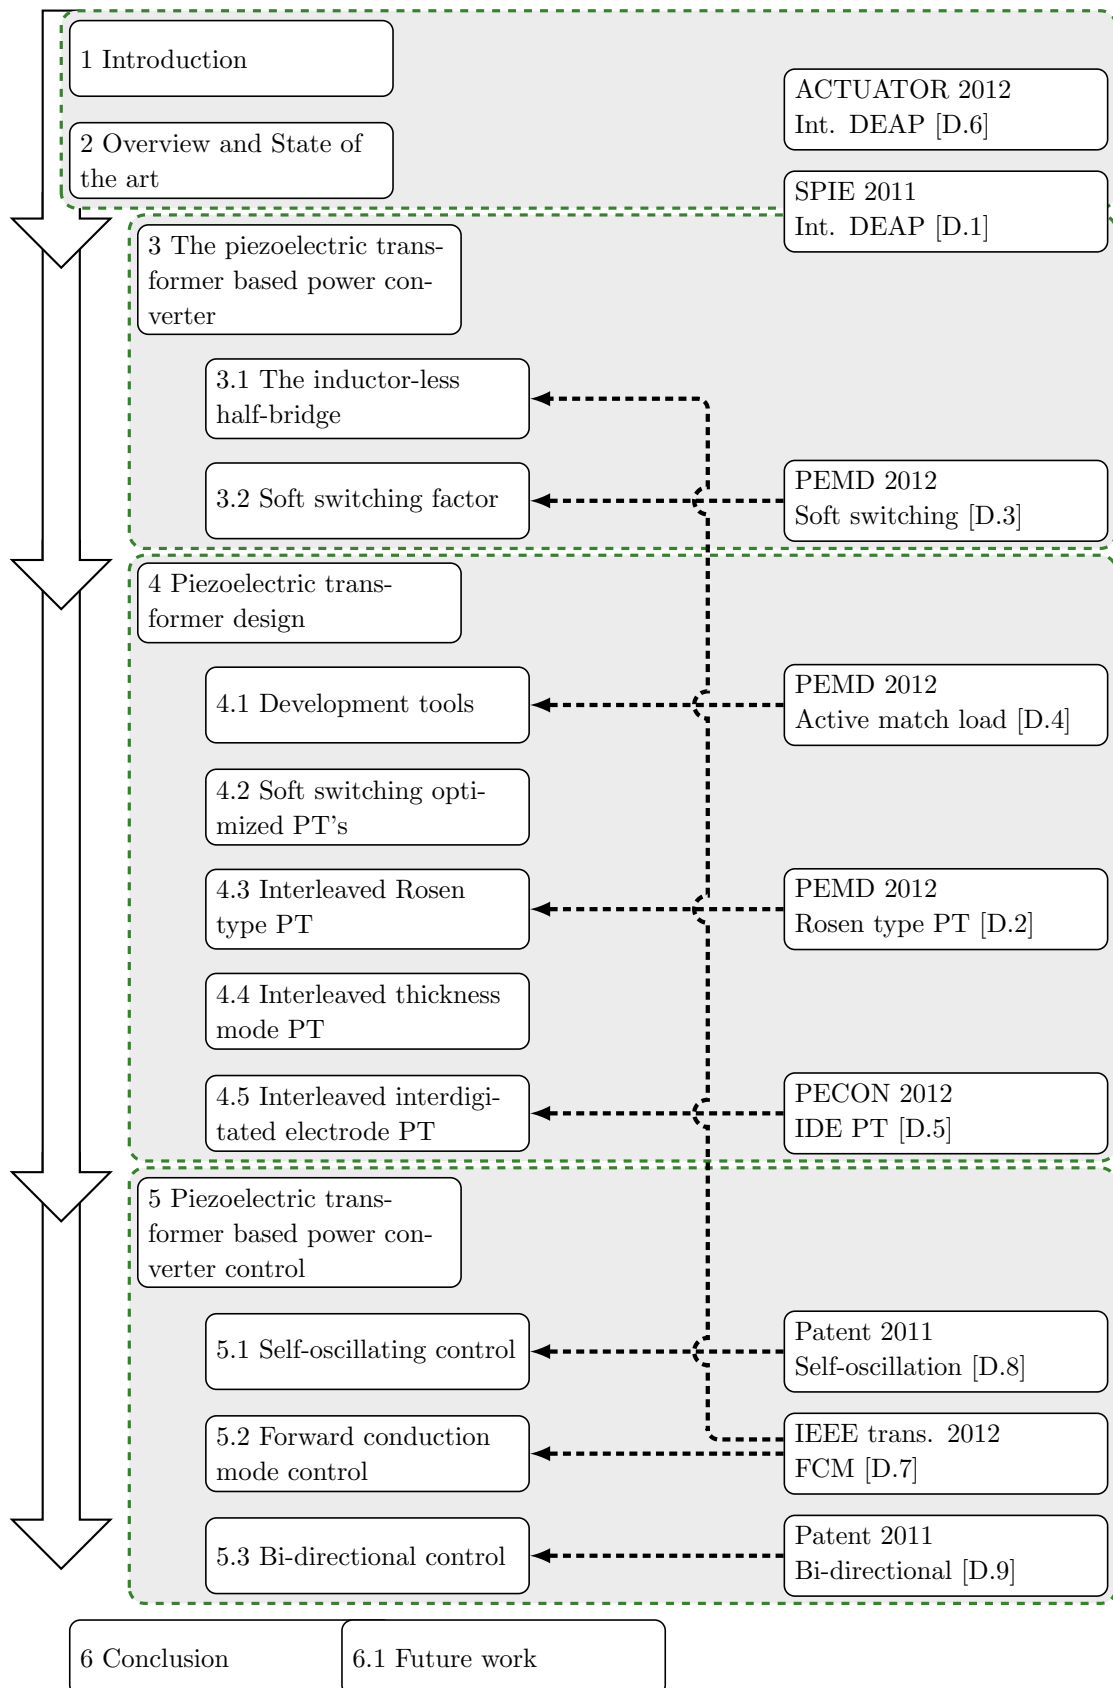 1 Introduction
ACTUATOR 2012
Int. DEAP [D.6]
2 Overview and State of
the art
SPIE 2011
Int. DEAP [D.1]
3 The piezoelectric trans-
former based power con-
verter
3.1 The inductor-less
half-bridge
3.2 Soft switching factor
PEMD 2012
Soft switching [D.3]
4 Piezoelectric trans-
former design
4.1 Development tools
PEMD 2012
Active match load [D.4]
4.2 Soft switching opti-
mized PT's
4.3 Interleaved Rosen
type PT
PEMD 2012
Rosen type PT [D.2]
4.4 Interleaved thickness
mode PT
4.5 Interleaved interdigi-
tated electrode PT
PECON 2012
IDE PT [D.5]
5 Piezoelectric trans-
former based power con-
verter control
5.1 Self-oscillating control
Patent 2011
Self-oscillation [D.8]
5.2 Forward conduction
mode control
IEEE trans. 2012
FCM [D.7]
5.3 Bi-directional control
Patent 2011
Bi-directional [D.9]
6 Conclusion
6.1 Future work